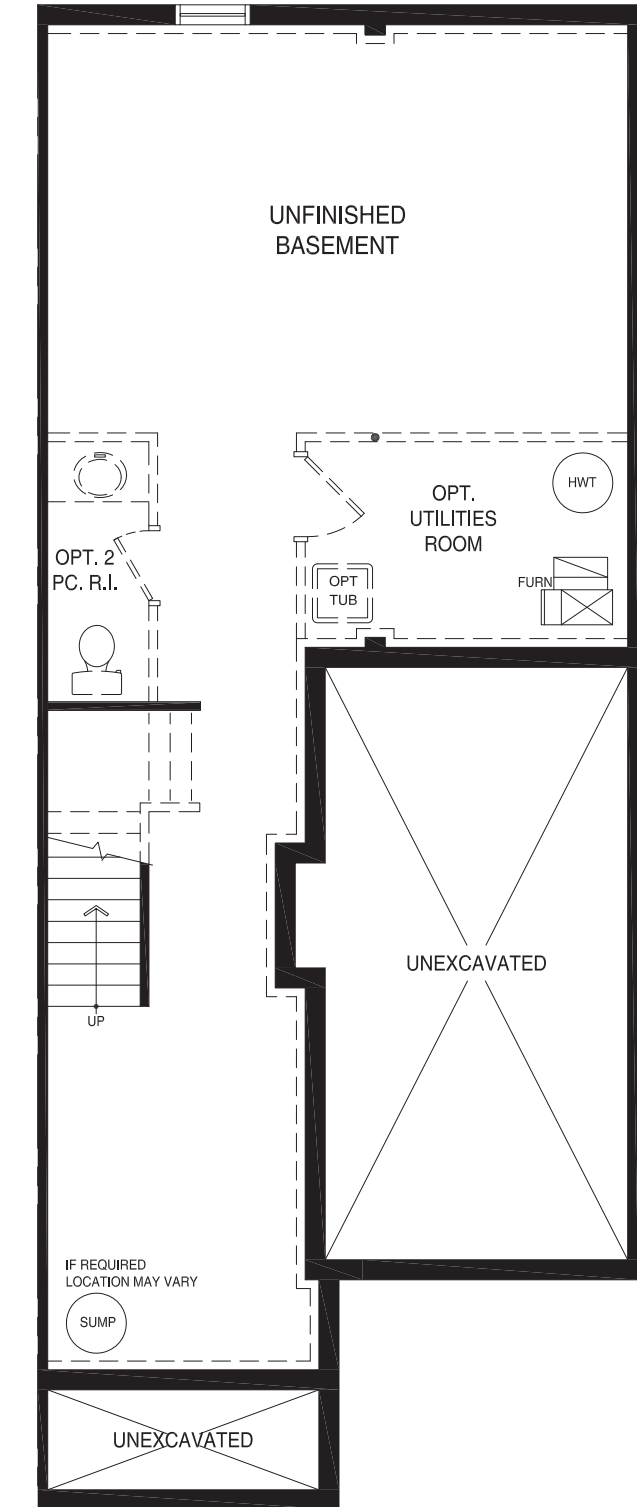 UNFINISHED
BASEMENT
HWT
OPT.
UTILITIES
ROOM
OPT. 2
PC. R.I.
OPT
TUB
FURN
UNEXCAVATED
UP
IF REQUIRED
LOCATION MAY VARY
SUMP
UNEXCAVATED